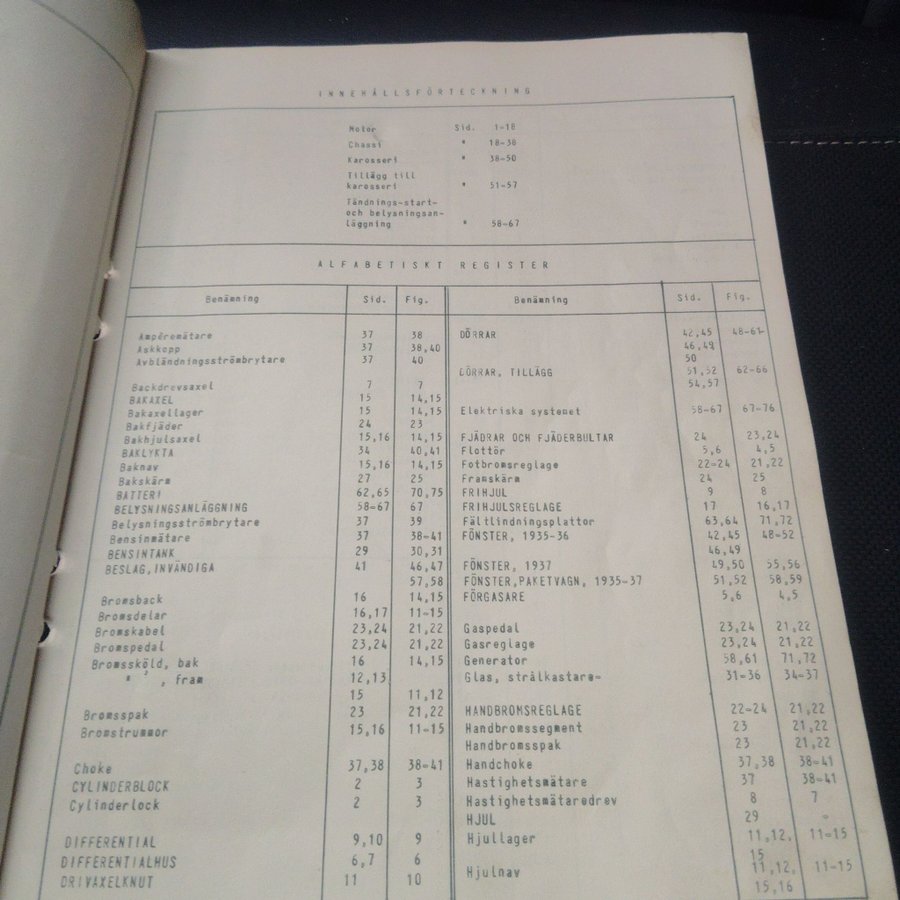 INNEHÅLLSFÖRTECKNING
Motor Sid. 1-18
Chassi " 18-38
Karosseri " 38-50
Tillägg till
karosseri " 51-57
Tändnings-start-
och belysningsan-
läggning " 58-67
ALFABETISKT REGISTER
Benämning Sid. Fig.
Ampéremätare 37 38
Askkopp 37 38,40
Avbländningsströmbrytare 37 40
Backdrevsaxel 7 7
BAKAXEL 15 14,15
Bakaxellager 15 14,15
Bakfjäder 24 23
Bakhjulsaxel 15,16 14,15
BAKLYKTA 34 40,41
Baknav 15,16 14,15
Bakskärm 27 25
BATTERI 62,65 70,75
BELYSNINGSANLÄGGNING 58-67 67
Belysningsströmbrytare 37 39
Bensinmätare 37 38-41
BENSINTANK 29 30,31
BESLAG,INVÄNDIGA 41 46,47
57,58
Bromsback 16 14,15
Bromsdelar 16,17 11-15
Bromskabel 23,24 21,22
Bromspedal 23,24 21,22
Bromssköld, bak 16 14,15
" , fram 12,13
15 11,12
Bromsspak 23 21,22
Bromstrummor 15,16 11-15
Choke 37,38 38-41
CYLINDERBLOCK 2 3
Cylinderlock 2 3
DIFFERENTIAL 9,10 9
DIFFERENTIALHUS 6,7 6
DRIVAXELKNUT 11 10
Benämning Sid. Fig.
DÖRRAR 42,45 48-61
46,49
50
DÖRRAR, TILLÄGG 51,52 62-66
54,57
Elektriska systemet 58-67 67-76
FJÄDRAR OCH FJÄDERBULTAR 24 23,24
Flottör 5,6 4,5
Fotbromsreglage 22-24 21,22
Framskärm 24 25
FRIHJUL 9 8
FRIHJULSREGLAGE 17 16,17
Fältlindningsplattor 63,64 71,72
FÖNSTER, 1935-36 42,45 48-52
46,49
FÖNSTER, 1937 49,50 55,56
FÖNSTER,PAKETVAGN, 1935-37 51,52 58,59
FÖRGASARE 5,6 4,5
Gaspedal 23,24 21,22
Gasreglage 23,24 21,22
Generator 58,61 71,72
Glas, strålkastare- 31-36 34-37
HANDBROMSREGLAGE 22-24 21,22
Handbromssegment 23 21,22
Handbromsspak 23 21,22
Handchoke 37,38 38-41
Hastighetsmätare 37 38-41
Hastighetsmätaredrev 8 7
HJUL 29 -
Hjullager 11,12, 11-15
15
Hjulnav 11,12, 11-15
15,16